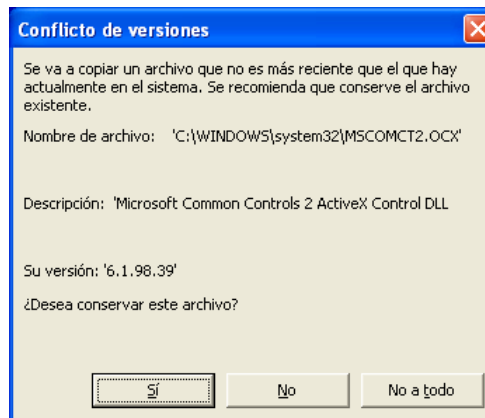 Conflicto de versiones
Se va a copiar un archivo que no es más reciente que el que hay
actualmente en el sistema. Se recomienda que conserve el archivo
existente.
Nombre de archivo: 'C:\WINDOWS\system32\MSCOMCT2.OCX'
Descripción: 'Microsoft Common Controls 2 ActiveX Control DLL
Su versión: '6.1.98.39'
¿Desea conservar este archivo?
Sí No No a todo